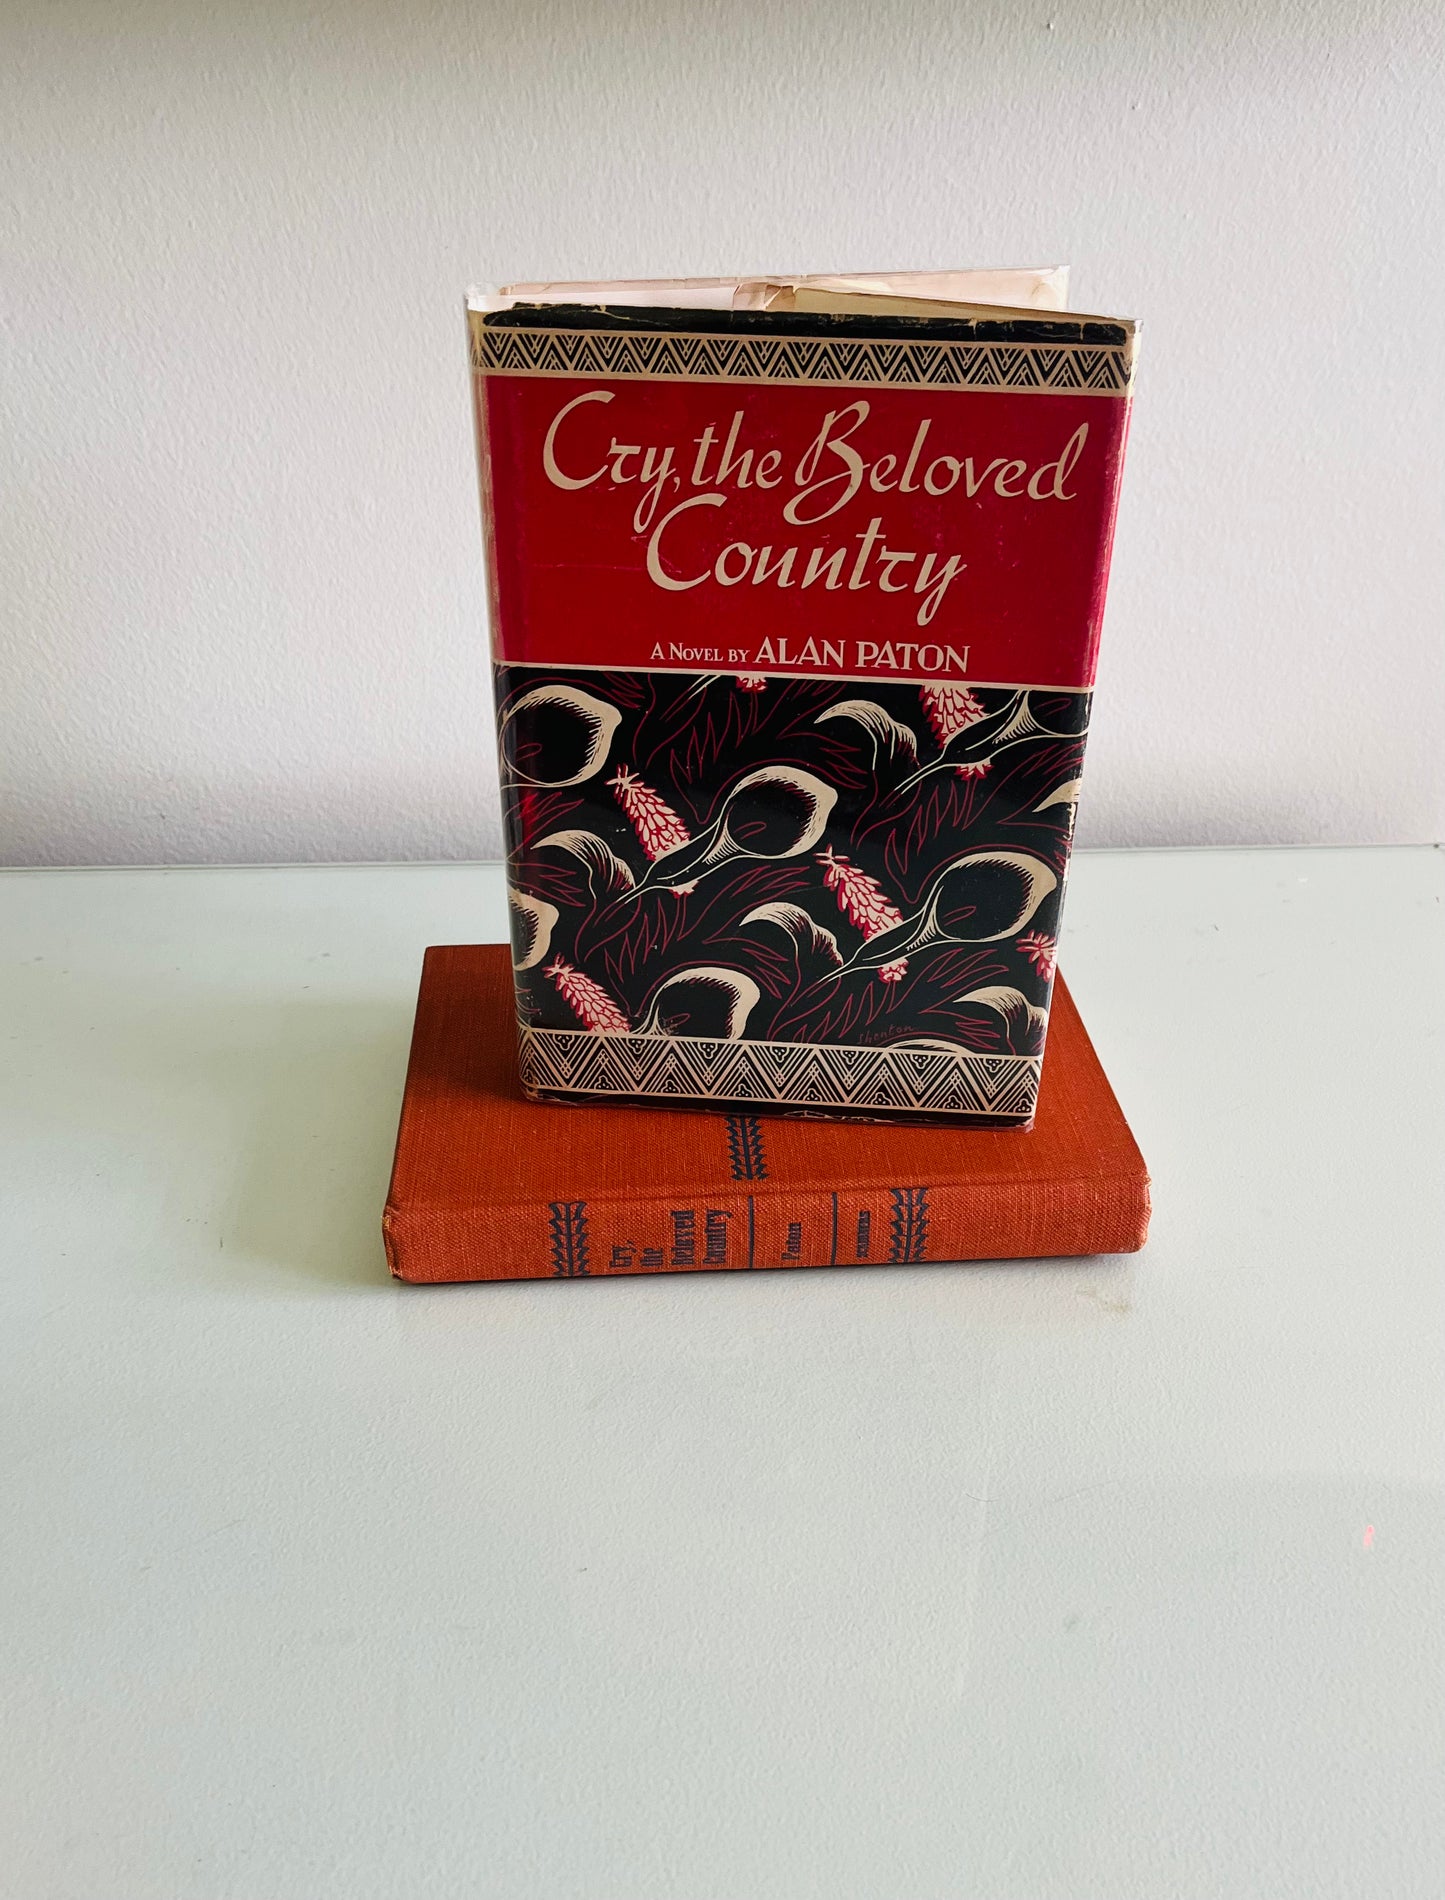 Cry, the Beloved
Country
A NOVEL BY ALAN PATON
Shenton
Cry,
the
Beloved
Country
Paton